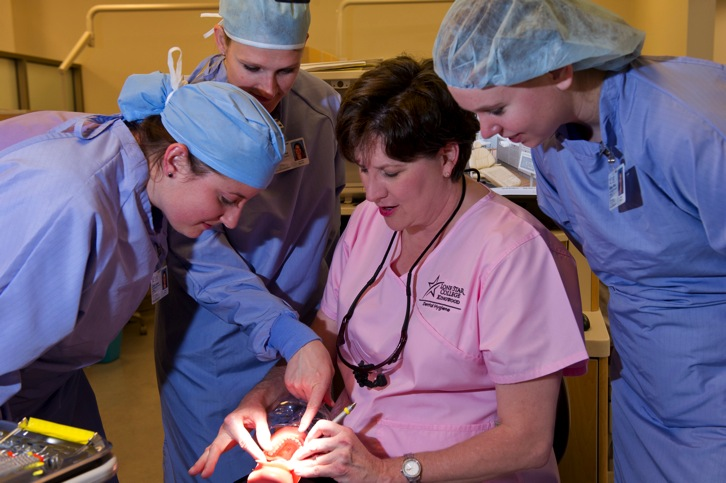 LONE STAR
COLLEGE
KINGWOOD
Dental Hygiene